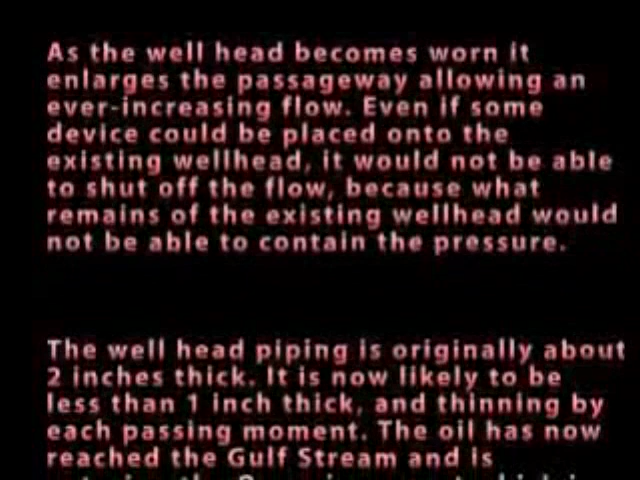 As the well head becomes worn it
enlarges the passageway allowing an
ever-increasing flow. Even if some
device could be placed onto the
existing wellhead, it would not be able
to shut off the flow, because what
remains of the existing wellhead would
not be able to contain the pressure.
The well head piping is originally about
2 inches thick. It is now likely to be
less than 1 inch thick, and thinning by
each passing moment. The oil has now
reached the Gulf Stream and is